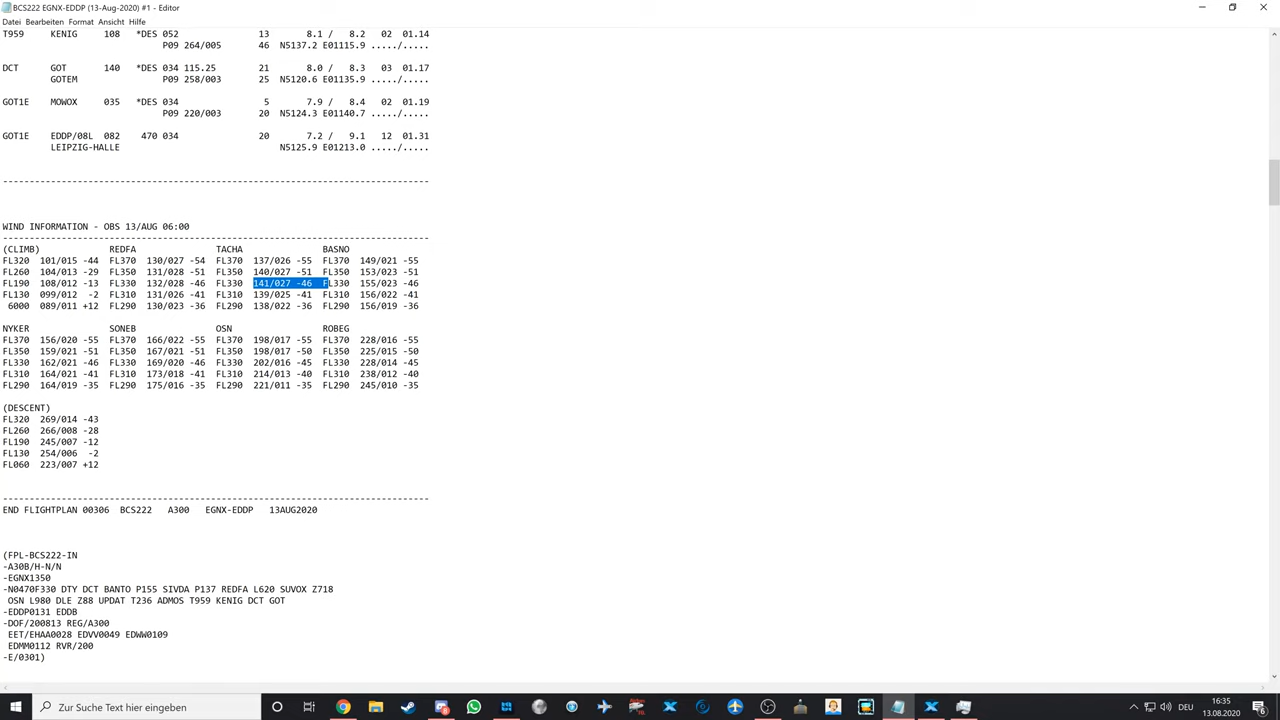 BCS222 EGNX-EDDP (13-Aug-2020) #1 - Editor
Datei Bearbeiten Format Ansicht Hilfe
T959 KENIG 108 *DES 052 13 8.1 / 8.2 02 01.14
P09 264/005 46 N5137.2 E01115.9 ...../.....
DCT GOT 140 *DES 034 115.25 21 8.0 / 8.3 03 01.17
GOTEM P09 258/003 25 N5120.6 E01135.9 ...../.....
GOT1E MOWOX 035 *DES 034 5 7.9 / 8.4 02 01.19
P09 220/003 20 N5124.3 E01140.7 ...../.....
GOT1E EDDP/08L 082 470 034 20 7.2 / 9.1 12 01.31
LEIPZIG-HALLE N5125.9 E01213.0 ...../.....
--------------------------------------------------------------------------------
WIND INFORMATION - OBS 13/AUG 06:00
--------------------------------------------------------------------------------
(CLIMB) REDFA TACHA BASNO
FL320 101/015 -44 FL370 130/027 -54 FL370 137/026 -55 FL370 149/021 -55
FL260 104/013 -29 FL350 131/028 -51 FL350 140/027 -51 FL350 153/023 -51
FL190 108/012 -13 FL330 132/028 -46 FL330 141/027 -46 FL330 155/023 -46
FL130 099/012 -2 FL310 131/026 -41 FL310 139/025 -41 FL310 156/022 -41
6000 089/011 +12 FL290 130/023 -36 FL290 138/022 -36 FL290 156/019 -36
NYKER SONEB OSN ROBEG
FL370 156/020 -55 FL370 166/022 -55 FL370 198/017 -55 FL370 228/016 -55
FL350 159/021 -51 FL350 167/021 -51 FL350 198/017 -50 FL350 225/015 -50
FL330 162/021 -46 FL330 169/020 -46 FL330 202/016 -45 FL330 228/014 -45
FL310 164/021 -41 FL310 173/018 -41 FL310 214/013 -40 FL310 238/012 -40
FL290 164/019 -35 FL290 175/016 -35 FL290 221/011 -35 FL290 245/010 -35
(DESCENT)
FL320 269/014 -43
FL260 266/008 -28
FL190 245/007 -12
FL130 254/006 -2
FL060 223/007 +12
--------------------------------------------------------------------------------
END FLIGHTPLAN 00306 BCS222 A300 EGNX-EDDP 13AUG2020
(FPL-BCS222-IN
-A30B/H-N/N
-EGNX1350
-N0470F330 DTY DCT BANTO P155 SIVDA P137 REDFA L620 SUVOX Z718
OSN L980 DLE Z88 UPDAT T236 ADMOS T959 KENIG DCT GOT
-EDDP0131 EDDB
-DOF/200813 REG/A300
EET/EHAA0028 EDVV0049 EDWW0109
EDMM0112 RVR/200
-E/0301)
Zur Suche Text hier eingeben
DEU
16:35
13.08.2020
6